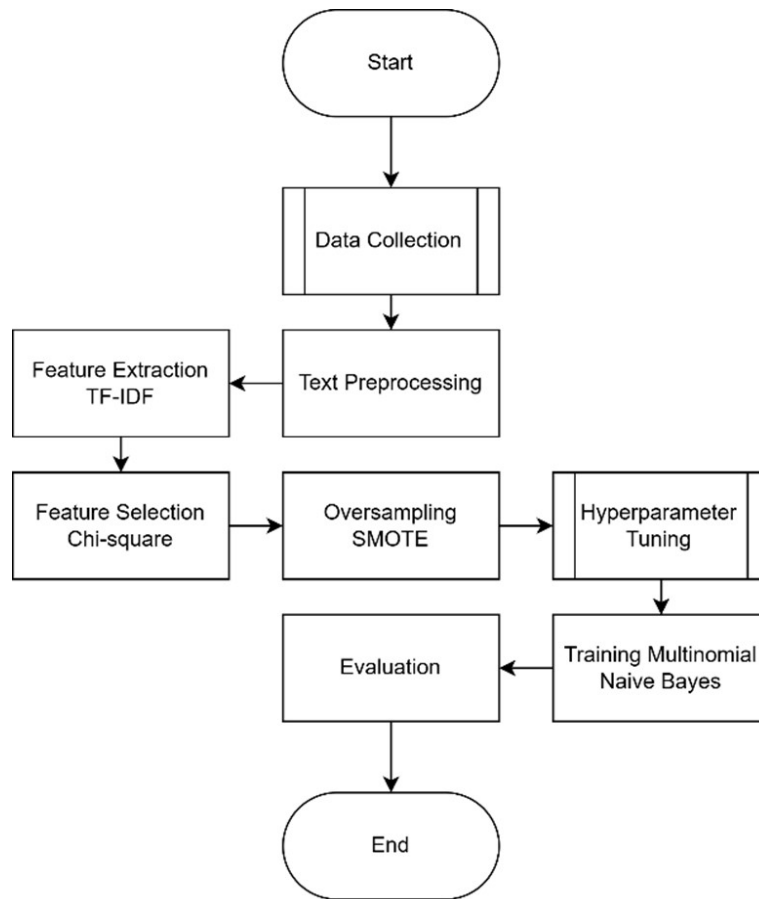 Start
Data Collection
Text Preprocessing
Feature Extraction
TF-IDF
Feature Selection
Chi-square
Oversampling
SMOTE
Hyperparameter
Tuning
Training Multinomial
Naive Bayes
Evaluation
End